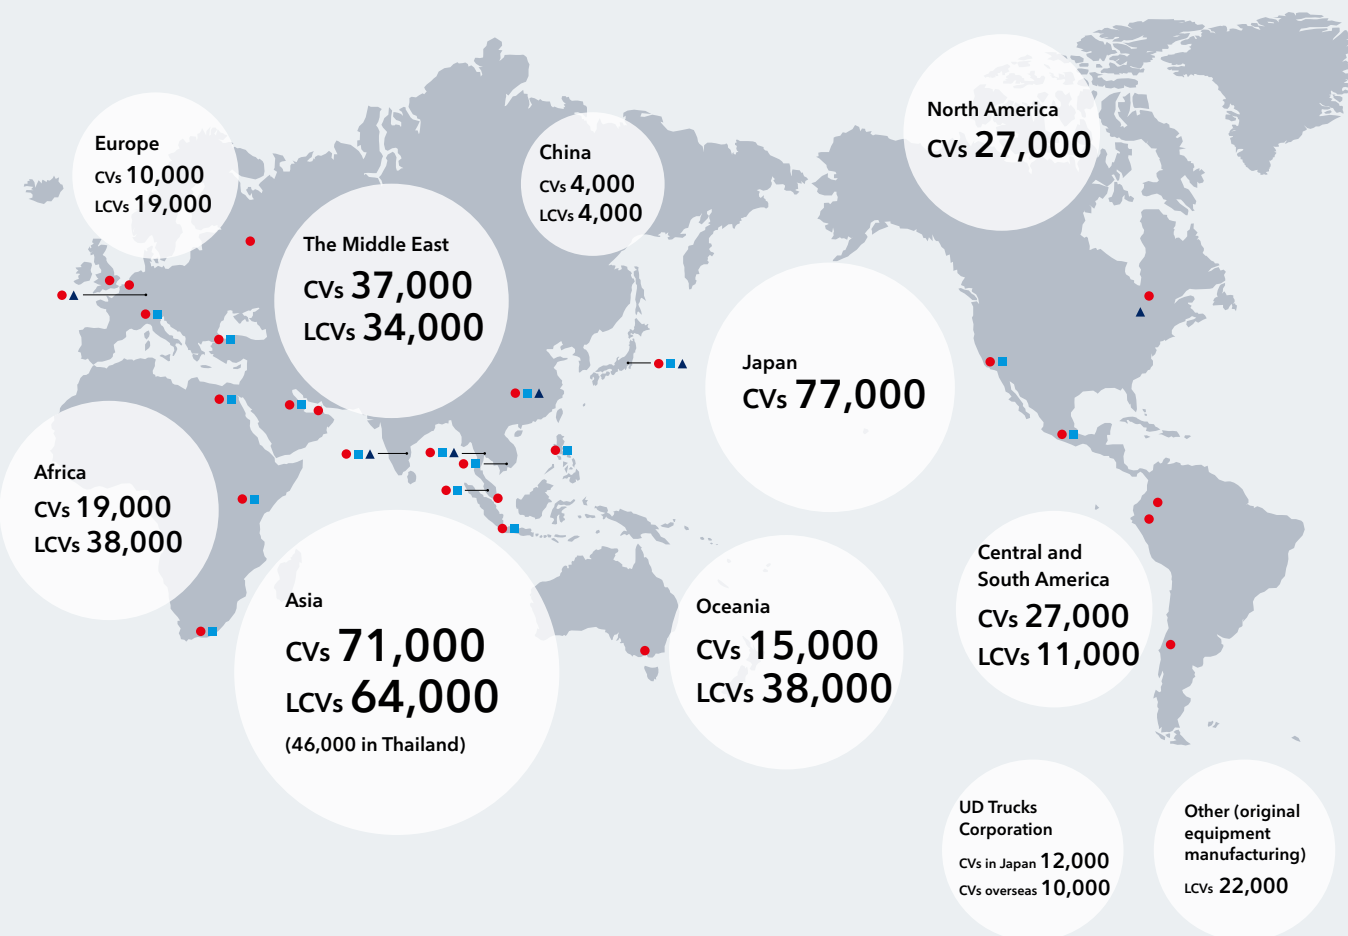 Europe
CVs 10,000
LCVs 19,000
China
CVs 4,000
LCVs 4,000
North America
CVs 27,000
The Middle East
CVs 37,000
LCVs 34,000
Japan
CVs 77,000
Africa
CVs 19,000
LCVs 38,000
Asia
CVs 71,000
LCVs 64,000
(46,000 in Thailand)
Oceania
CVs 15,000
LCVs 38,000
Central and
South America
CVs 27,000
LCVs 11,000
UD Trucks
Corporation
CVs in Japan 12,000
CVs overseas 10,000
Other (original
equipment
manufacturing)
LCVs 22,000